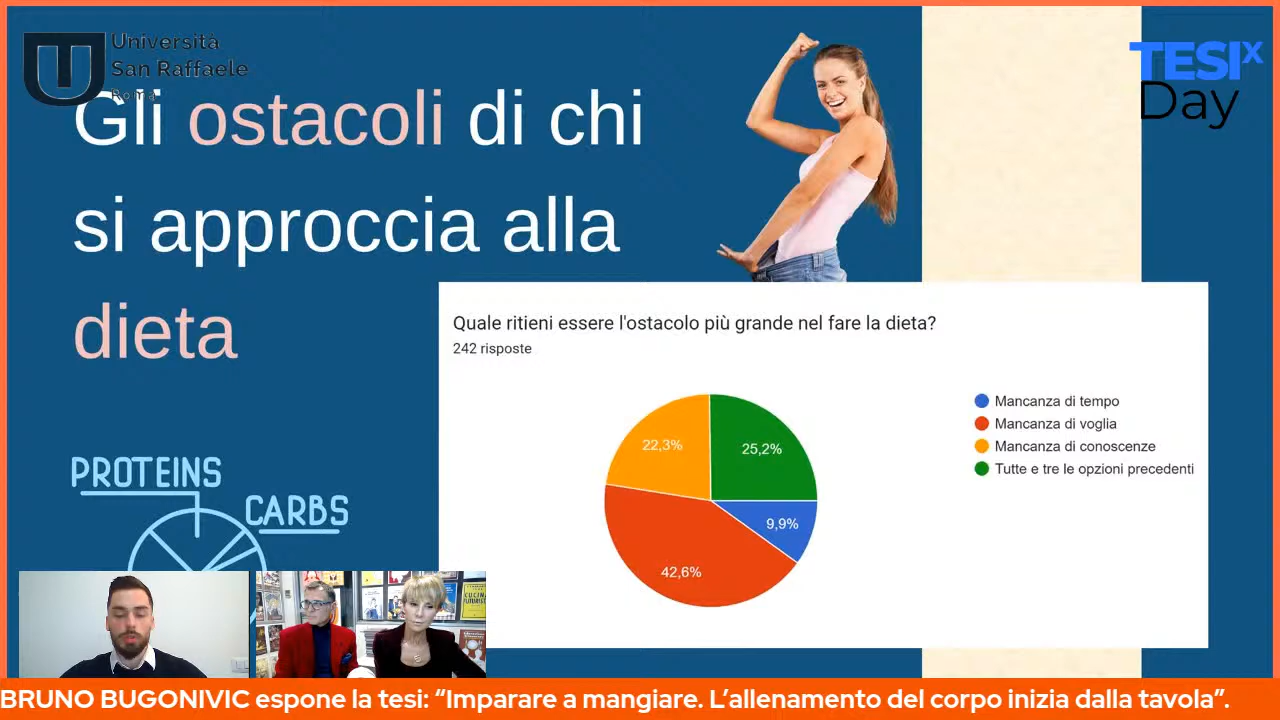 Università
San Raffaele
Roma
TESIx
Day
Gli ostacoli di chi
si approccia alla
dieta
Quale ritieni essere l'ostacolo più grande nel fare la dieta?
242 risposte
22,3%
25,2%
9,9%
42,6%
Mancanza di tempo
Mancanza di voglia
Mancanza di conoscenze
Tutte e tre le opzioni precedenti
PROTEINS
CARBS
BRUNO BUGONIVIC espone la tesi: “Imparare a mangiare. L’allenamento del corpo inizia dalla tavola”.